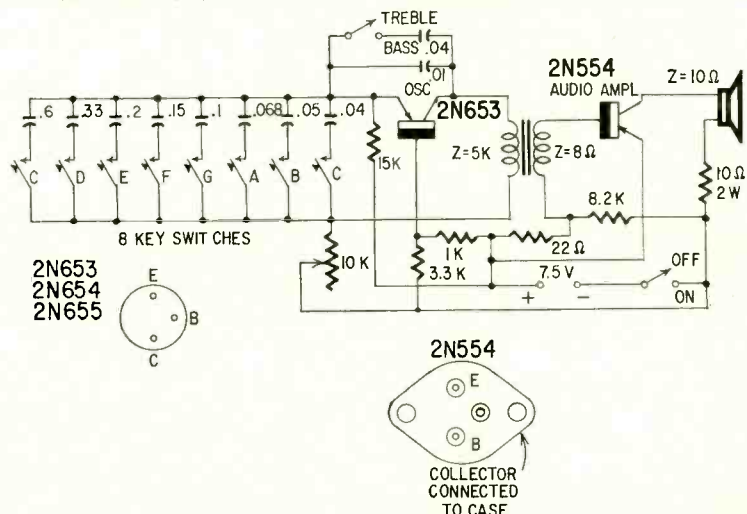 TREBLE
BASS .04
.01
OSC
2N653
2N554
AUDIO AMPL
Z=10Ω
.6 .33 .2 .15 .1 .068 .05 .04
15K
Z=5K
Z=8Ω
10Ω
2W
C D E F G A B C
8.2K
8 KEY SWITCHES
10K
1K
3.3K
22Ω
7.5V
+ −
OFF
ON
2N653
2N654
2N655
E
B
C
2N554
E
B
COLLECTOR
CONNECTED
TO CASE